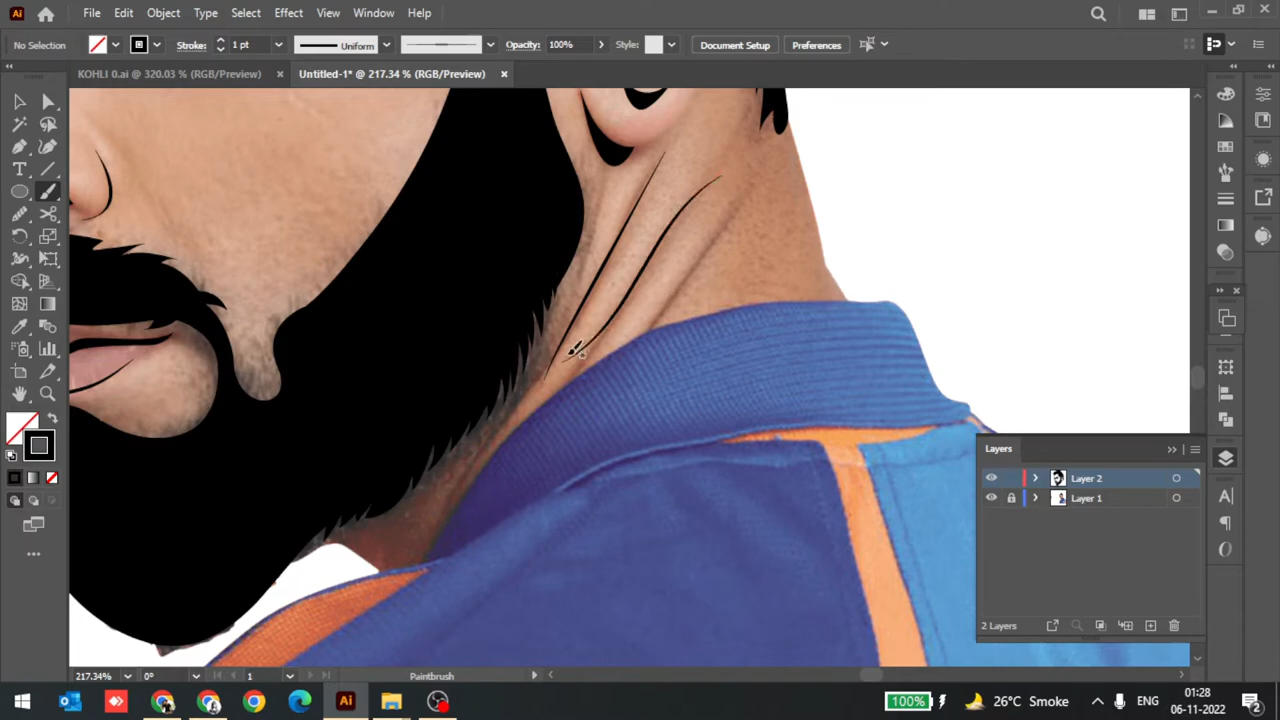 Ai File Edit Object Type Select Effect View Window Help
No Selection Stroke: 1 pt Uniform Opacity: 100% Style: Document Setup Preferences
KOHLI 0.ai @ 320.03 % (RGB/Preview) × Untitled-1* @ 217.34 % (RGB/Preview) ×
Layers
Layer 2
Layer 1
2 Layers
217.34% 0° 1 Paintbrush
Ai 100% 26°C Smoke ENG 01:28
06-11-2022 2